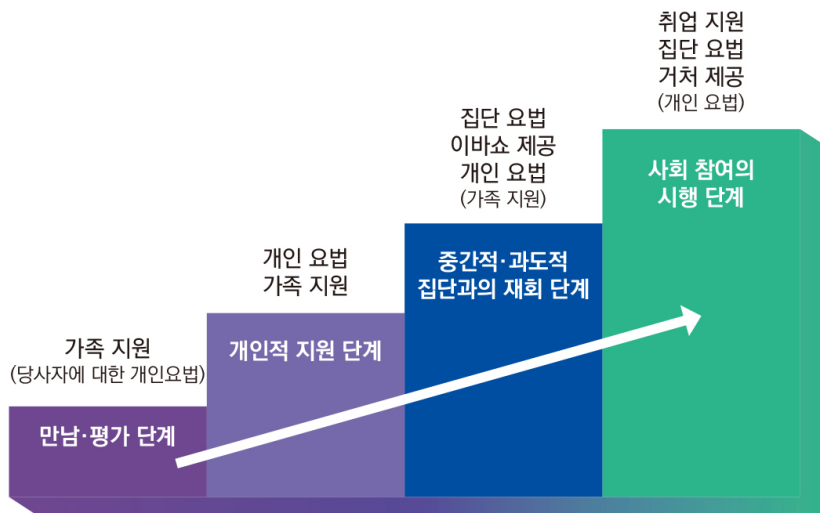 가족 지원
(당사자에 대한 개인요법)
만남·평가 단계
개인 요법
가족 지원
개인적 지원 단계
집단 요법
이바쇼 제공
개인 요법
(가족 지원)
중간적·과도적
집단과의 재회 단계
취업 지원
집단 요법
거처 제공
(개인 요법)
사회 참여의
시행 단계